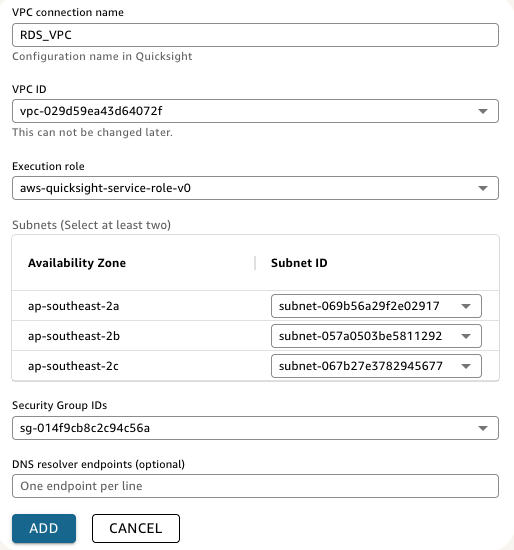 VPC connection name
RDS_VPC
Configuration name in Quicksight
VPC ID
vpc-029d59ea43d64072f
This can not be changed later.
Execution role
aws-quicksight-service-role-v0
Subnets (Select at least two)
Availability Zone Subnet ID
ap-southeast-2a subnet-069b56a29f2e02917
ap-southeast-2b subnet-057a0503be5811292
ap-southeast-2c subnet-067b27e3782945677
Security Group IDs
sg-014f9cb8c2c94c56a
DNS resolver endpoints (optional)
One endpoint per line
ADD CANCEL